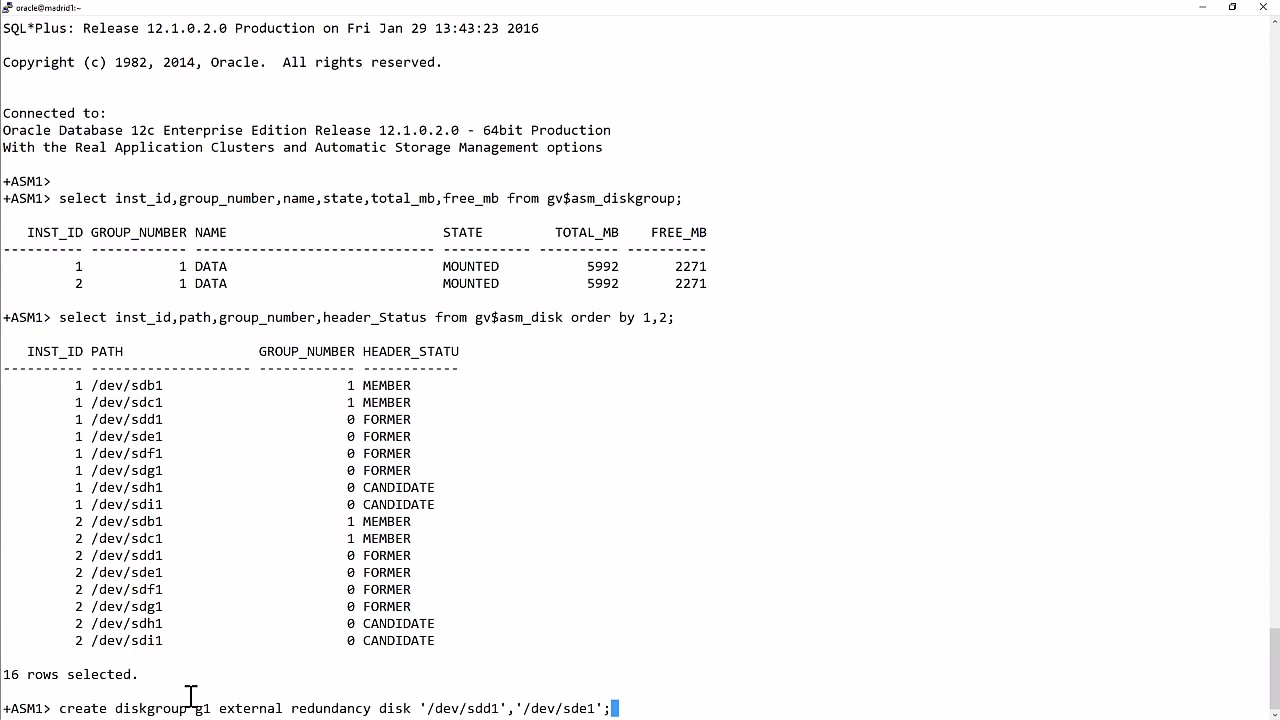 oracle@madrid1:~
SQL*Plus: Release 12.1.0.2.0 Production on Fri Jan 29 13:43:23 2016
Copyright (c) 1982, 2014, Oracle.  All rights reserved.
Connected to:
Oracle Database 12c Enterprise Edition Release 12.1.0.2.0 - 64bit Production
With the Real Application Clusters and Automatic Storage Management options
+ASM1>
+ASM1> select inst_id,group_number,name,state,total_mb,free_mb from gv$asm_diskgroup;
   INST_ID GROUP_NUMBER NAME                           STATE         TOTAL_MB    FREE_MB
---------- ------------ ------------------------------ ----------- ---------- ----------
         1            1 DATA                           MOUNTED           5992       2271
         2            1 DATA                           MOUNTED           5992       2271
+ASM1> select inst_id,path,group_number,header_Status from gv$asm_disk order by 1,2;
   INST_ID PATH                 GROUP_NUMBER HEADER_STATU
---------- -------------------- ------------ ------------
         1 /dev/sdb1                       1 MEMBER
         1 /dev/sdc1                       1 MEMBER
         1 /dev/sdd1                       0 FORMER
         1 /dev/sde1                       0 FORMER
         1 /dev/sdf1                       0 FORMER
         1 /dev/sdg1                       0 FORMER
         1 /dev/sdh1                       0 CANDIDATE
         1 /dev/sdi1                       0 CANDIDATE
         2 /dev/sdb1                       1 MEMBER
         2 /dev/sdc1                       1 MEMBER
         2 /dev/sdd1                       0 FORMER
         2 /dev/sde1                       0 FORMER
         2 /dev/sdf1                       0 FORMER
         2 /dev/sdg1                       0 FORMER
         2 /dev/sdh1                       0 CANDIDATE
         2 /dev/sdi1                       0 CANDIDATE
16 rows selected.
+ASM1> create diskgroup g1 external redundancy disk '/dev/sdd1','/dev/sde1';